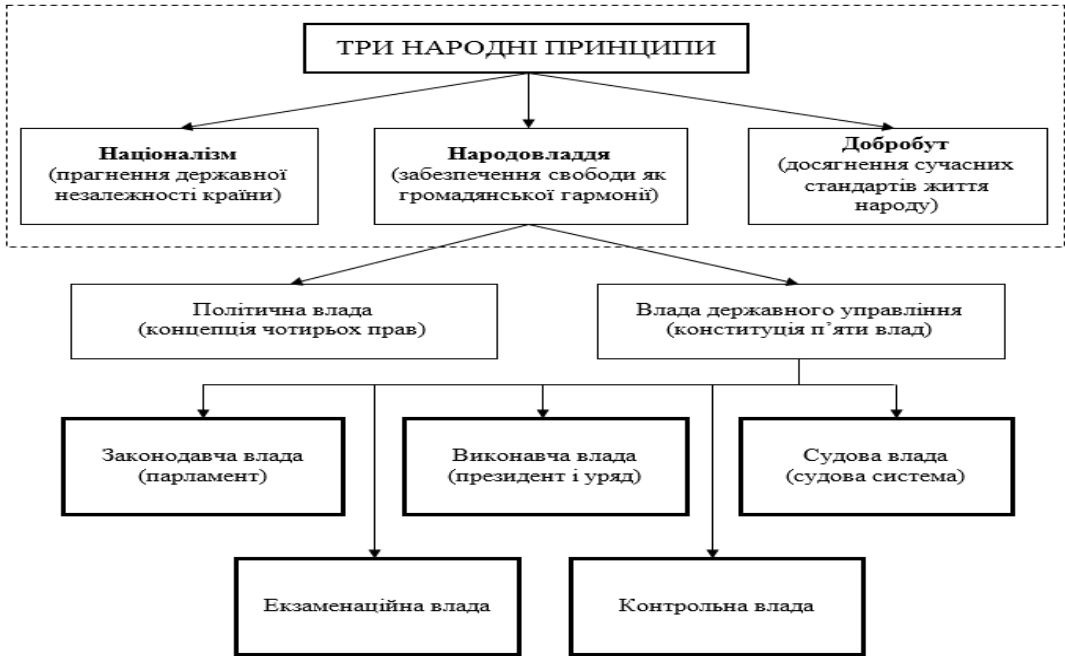 ТРИ НАРОДНІ ПРИНЦИПИ
Націоналізм
(прагнення державної
незалежності країни)
Народовладдя
(забезпечення свободи як
громадянської гармонії)
Добробут
(досягнення сучасних
стандартів життя
народу)
Політична влада
(концепція чотирьох прав)
Влада державного управління
(конституція п’яти влад)
Законодавча влада
(парламент)
Виконавча влада
(президент і уряд)
Судова влада
(судова система)
Екзаменаційна влада
Контрольна влада